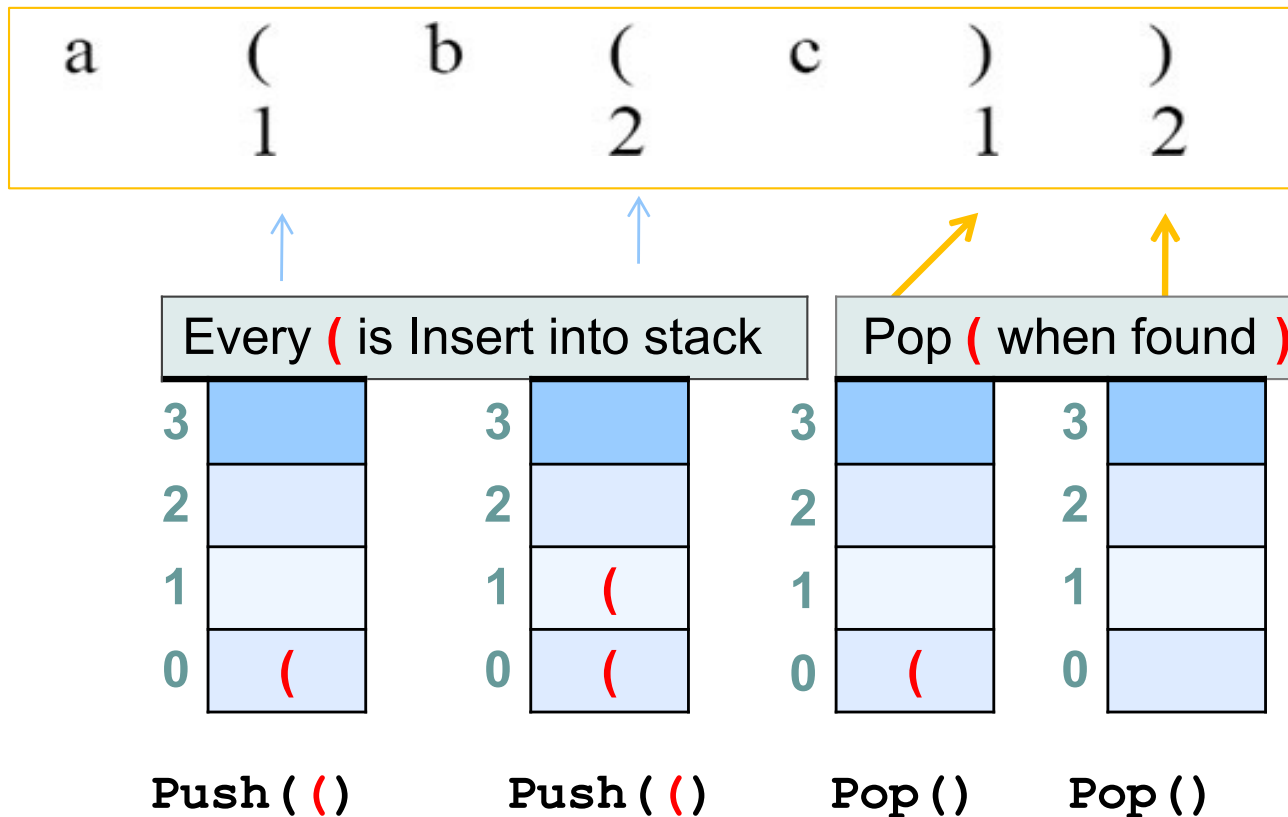 a ( b ( c ) )
1 2 1 2
Every ( is Insert into stack Pop ( when found )
3 3 3 3
2 2 2 2
1 1 ( 1 1
0 ( 0 ( 0 ( 0
Push(() Push(() Pop() Pop()